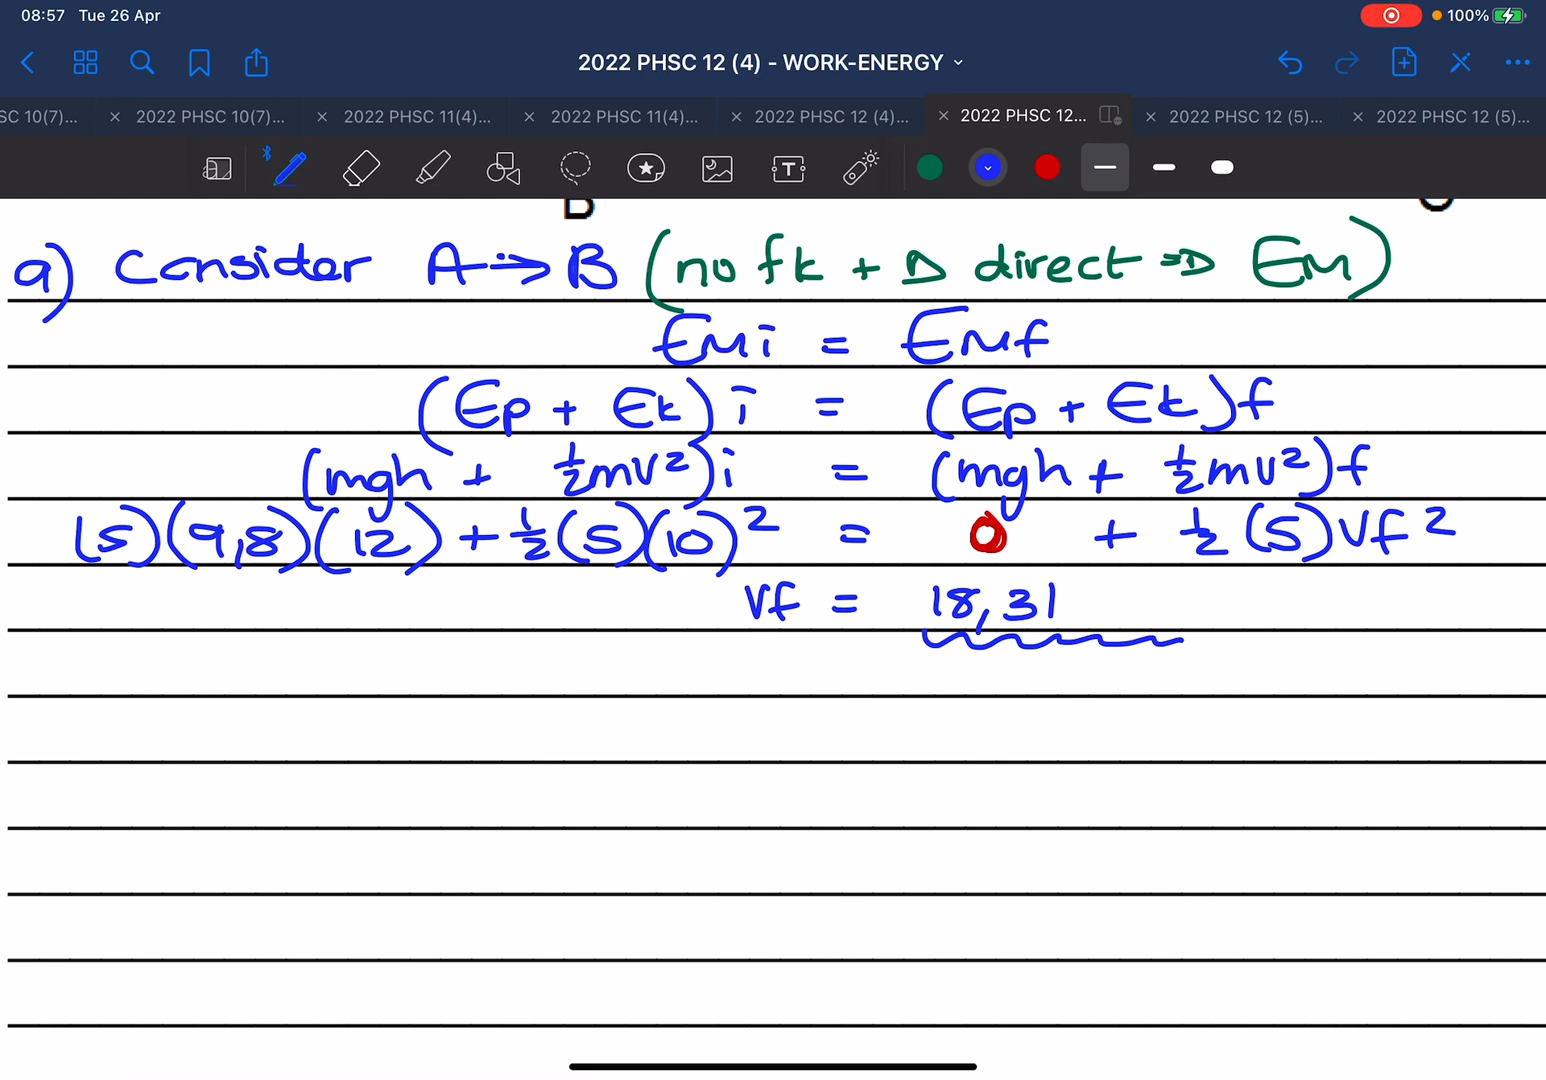 08:57 Tue 26 Apr
100%
2022 PHSC 12 (4) - WORK-ENERGY
SC 10(7)... × 2022 PHSC 10(7)... × 2022 PHSC 11(4)... × 2022 PHSC 11(4)... × 2022 PHSC 12 (4)... × 2022 PHSC 12... × 2022 PHSC 12 (5)... × 2022 PHSC 12 (5)...
T
B
a) Consider A → B (no fk + Δ direct ⇒ EM)
EMi = EMf
(Ep + Ek)i = (Ep + Ek)f
(mgh + ½mv²)i = (mgh + ½mv²)f
(5)(9,8)(12) + ½(5)(10)² = 0 + ½(5)vf²
vf = 18,31